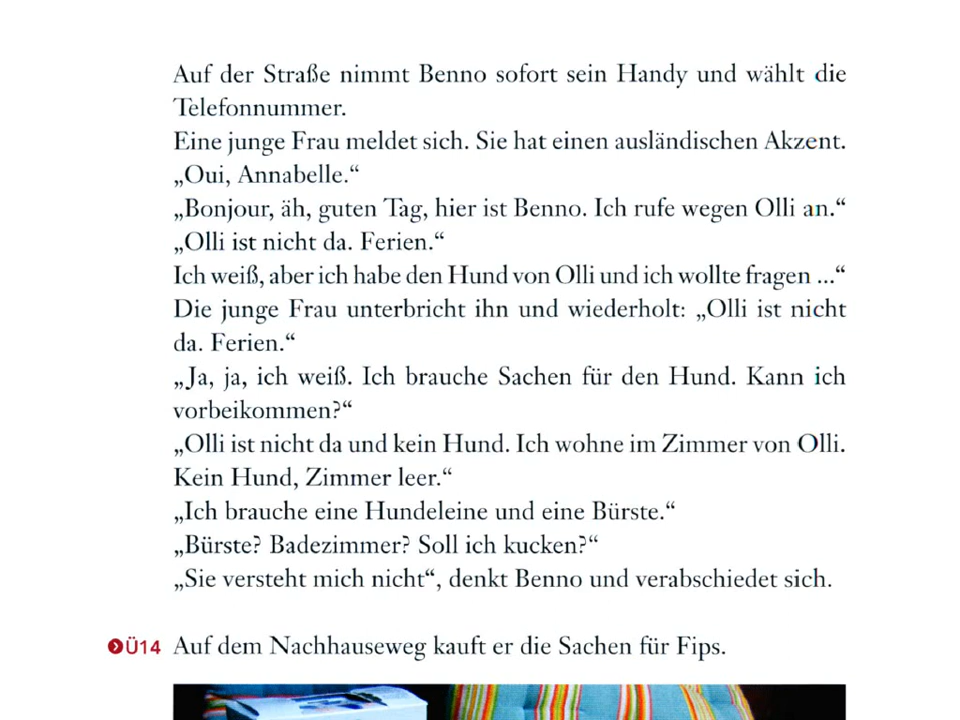 Auf der Straße nimmt Benno sofort sein Handy und wählt die
Telefonnummer.
Eine junge Frau meldet sich. Sie hat einen ausländischen Akzent.
„Oui, Annabelle.“
„Bonjour, äh, guten Tag, hier ist Benno. Ich rufe wegen Olli an.“
„Olli ist nicht da. Ferien.“
Ich weiß, aber ich habe den Hund von Olli und ich wollte fragen ...“
Die junge Frau unterbricht ihn und wiederholt: „Olli ist nicht
da. Ferien.“
„Ja, ja, ich weiß. Ich brauche Sachen für den Hund. Kann ich
vorbeikommen?“
„Olli ist nicht da und kein Hund. Ich wohne im Zimmer von Olli.
Kein Hund, Zimmer leer.“
„Ich brauche eine Hundeleine und eine Bürste.“
„Bürste? Badezimmer? Soll ich kucken?“
„Sie versteht mich nicht“, denkt Benno und verabschiedet sich.
Ü14 Auf dem Nachhauseweg kauft er die Sachen für Fips.